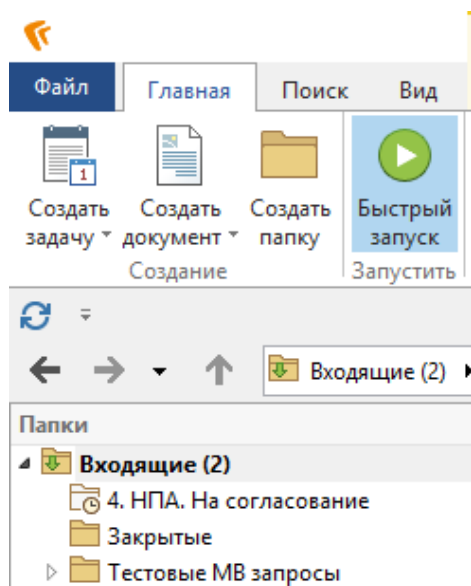 Файл Главная Поиск Вид
Создать задачу
Создать документ
Создать папку
Быстрый запуск
Создание Запустить
Входящие (2)
Папки
Входящие (2)
4. НПА. На согласование
Закрытые
Тестовые МВ запросы